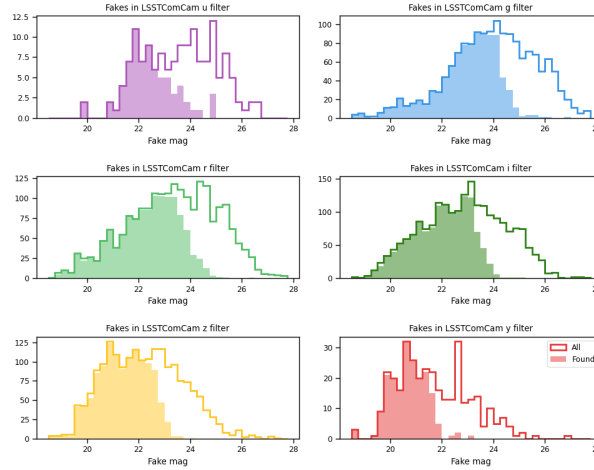 Fakes in LSSTComCam u filter
12.5
10.0
7.5
5.0
2.5
0.0
20 22 24 26 28
Fake mag
Fakes in LSSTComCam g filter
100
80
60
40
20
0
20 22 24 26 2
Fake mag
Fakes in LSSTComCam r filter
125
100
75
50
25
0
20 22 24 26 28
Fake mag
Fakes in LSSTComCam i filter
150
100
50
0
20 22 24 26 2
Fake mag
Fakes in LSSTComCam z filter
125
100
75
50
25
0
20 22 24 26 28
Fake mag
Fakes in LSSTComCam y filter
30
20
10
0
All
Found
20 22 24 26 2
Fake mag